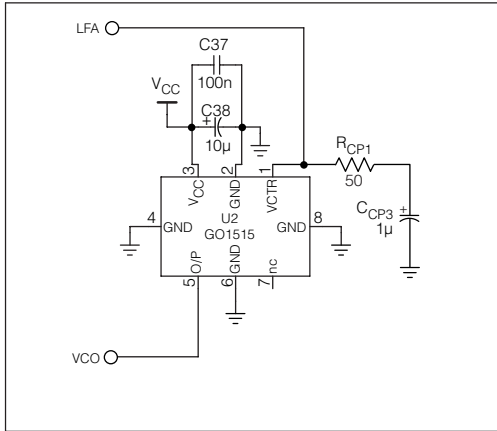 LFA
C37
100n
VCC
C38
+
10µ
RCP1
50
3
2
1
VCC
GND
VCTR
U2
GO1515
4
GND
GND
8
CCP3
+
1µ
O/P
GND
nc
5
6
7
VCO